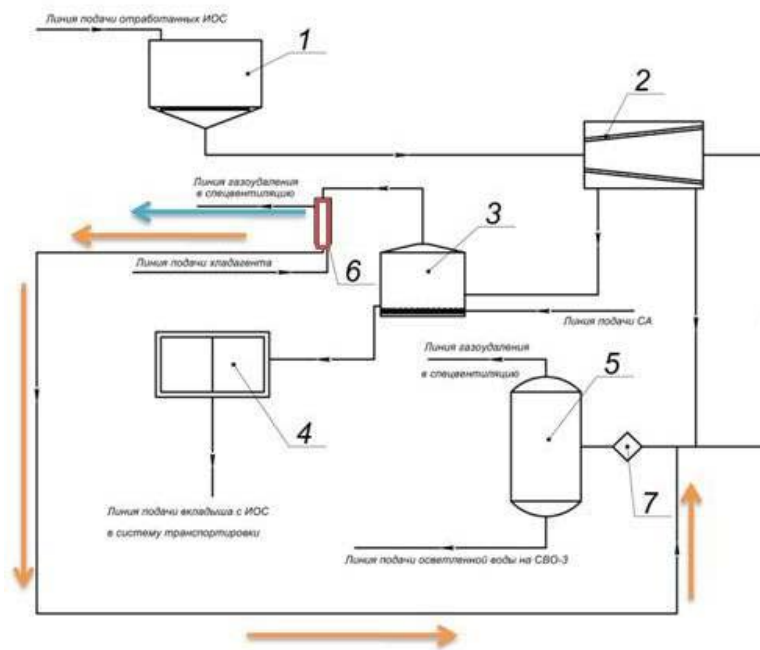 Линия подачи отработанных ИОС
1
2
Линия газоудаления
в спецвентиляцию
3
6
Линия подачи хладагента
Линия подачи СА
Линия газоудаления
в спецвентиляцию
5
4
7
Линия подачи вкладыша с ИОС
в систему транспортировки
Линия подачи осветленной воды на СВО-3